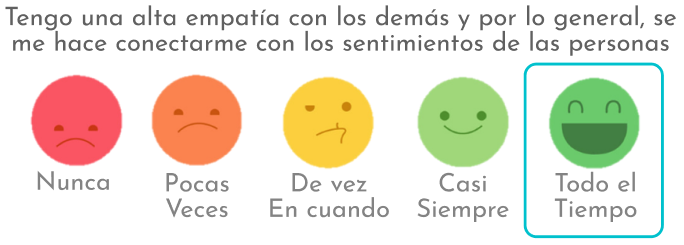 Tengo una alta empatía con los demás y por lo general, se
me hace conectarme con los sentimientos de las personas
Nunca
Pocas
Veces
De vez
En cuando
Casi
Siempre
Todo el
Tiempo